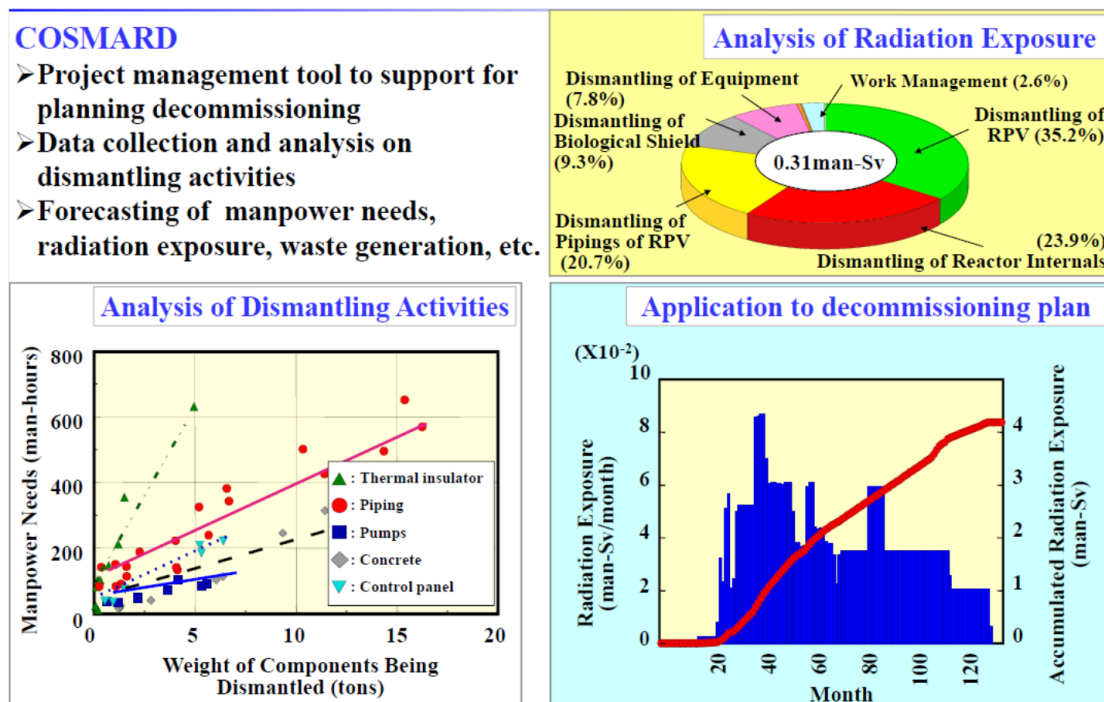 COSMARD
➢Project management tool to support for
planning decommissioning
➢Data collection and analysis on
dismantling activities
➢Forecasting of manpower needs,
radiation exposure, waste generation, etc.
Analysis of Radiation Exposure
Dismantling of Equipment
(7.8%)
Work Management (2.6%)
Dismantling of
Biological Shield
(9.3%)
Dismantling of
RPV (35.2%)
0.31man-Sv
Dismantling of
Pipings of RPV
(20.7%)
(23.9%)
Dismantling of Reactor Internals
Analysis of Dismantling Activities
Manpower Needs (man-hours)
800
600
400
200
0
0
5
10
15
20
: Thermal insulator
: Piping
: Pumps
: Concrete
: Control panel
Weight of Components Being
Dismantled (tons)
Application to decommissioning plan
(X10-2)
Radiation Exposure
(man-Sv/month)
10
8
6
4
2
0
20
40
60
80
100
120
Month
4
3
2
1
0
Accumulated Radiation Exposure
(man-Sv)